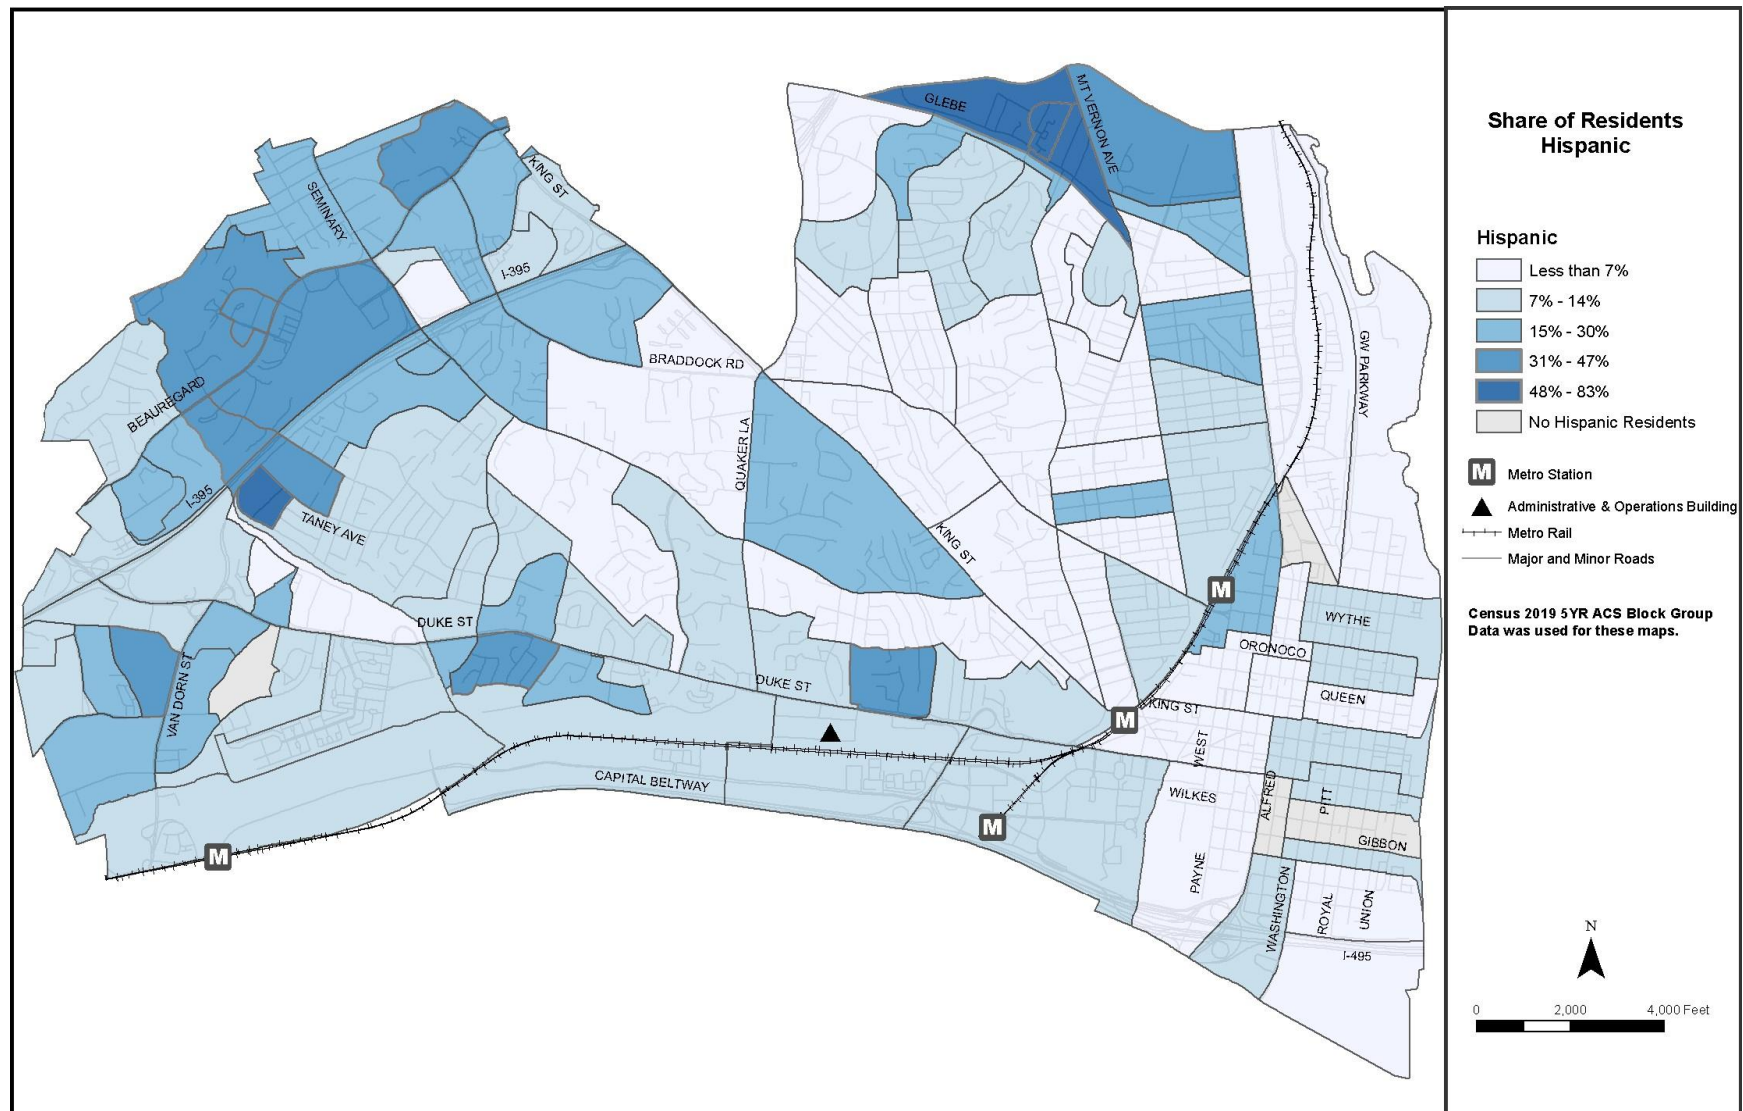 GLEBE
MT VERNON AVE
KING ST
SEMINARY
I-395
BRADDOCK RD
GW PARKWAY
BEAUREGARD
QUAKER LA
I-395
TANEY AVE
KING ST
DUKE ST
WYTHE
ORONOCO
VAN DORN ST
DUKE ST
QUEEN
KING ST
WEST
CAPITAL BELTWAY
WILKES
ALFRED
PITT
GIBBON
PAYNE
WASHINGTON
ROYAL
UNION
I-495
M
M
M
M
Share of Residents
Hispanic
Hispanic
Less than 7%
7% - 14%
15% - 30%
31% - 47%
48% - 83%
No Hispanic Residents
M Metro Station
Administrative & Operations Building
Metro Rail
Major and Minor Roads
Census 2019 5YR ACS Block Group
Data was used for these maps.
N
0 2,000 4,000 Feet